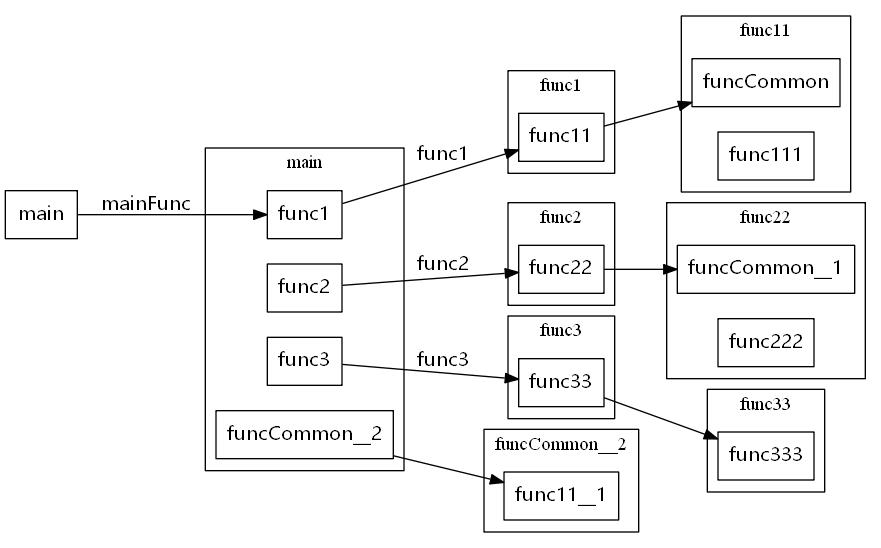 main
mainFunc
main
func1
func2
func3
funcCommon__2
func1
func2
func3
func1
func11
func2
func22
func3
func33
funcCommon__2
func11__1
func11
funcCommon
func111
func22
funcCommon__1
func222
func33
func333